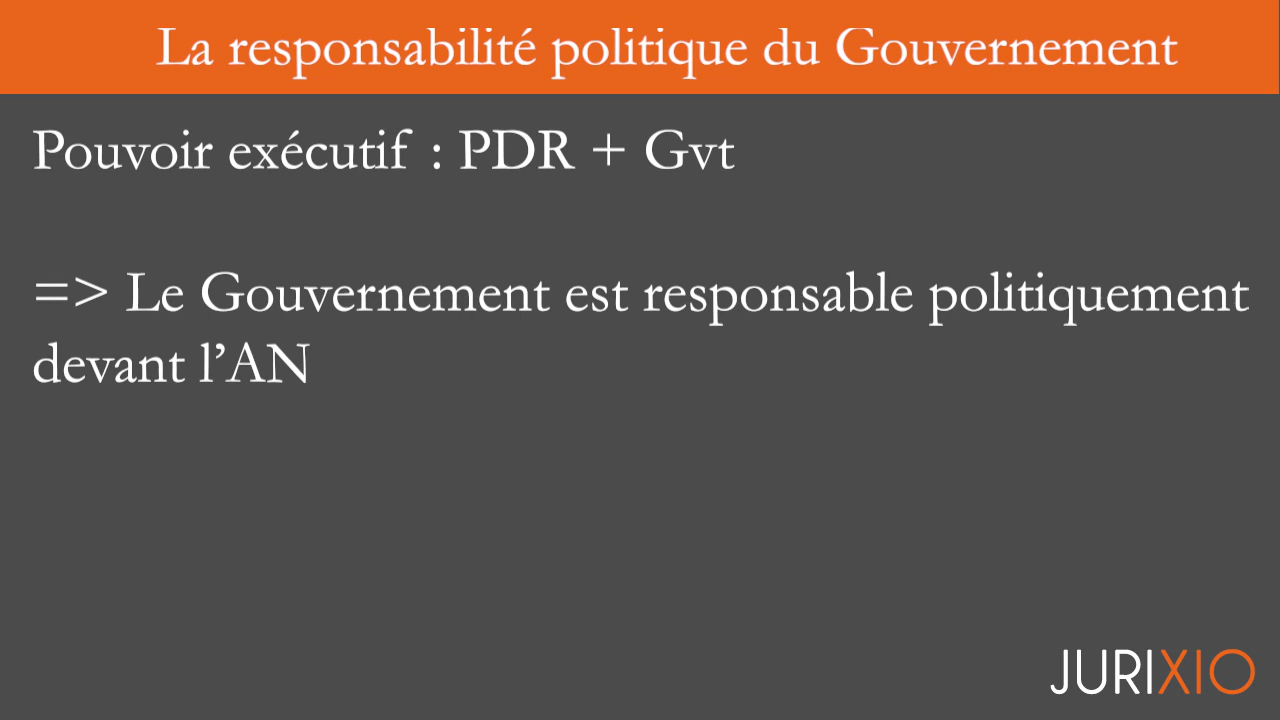 La responsabilité politique du Gouvernement
Pouvoir exécutif : PDR + Gvt
=> Le Gouvernement est responsable politiquement
devant l’AN
JURIXIO